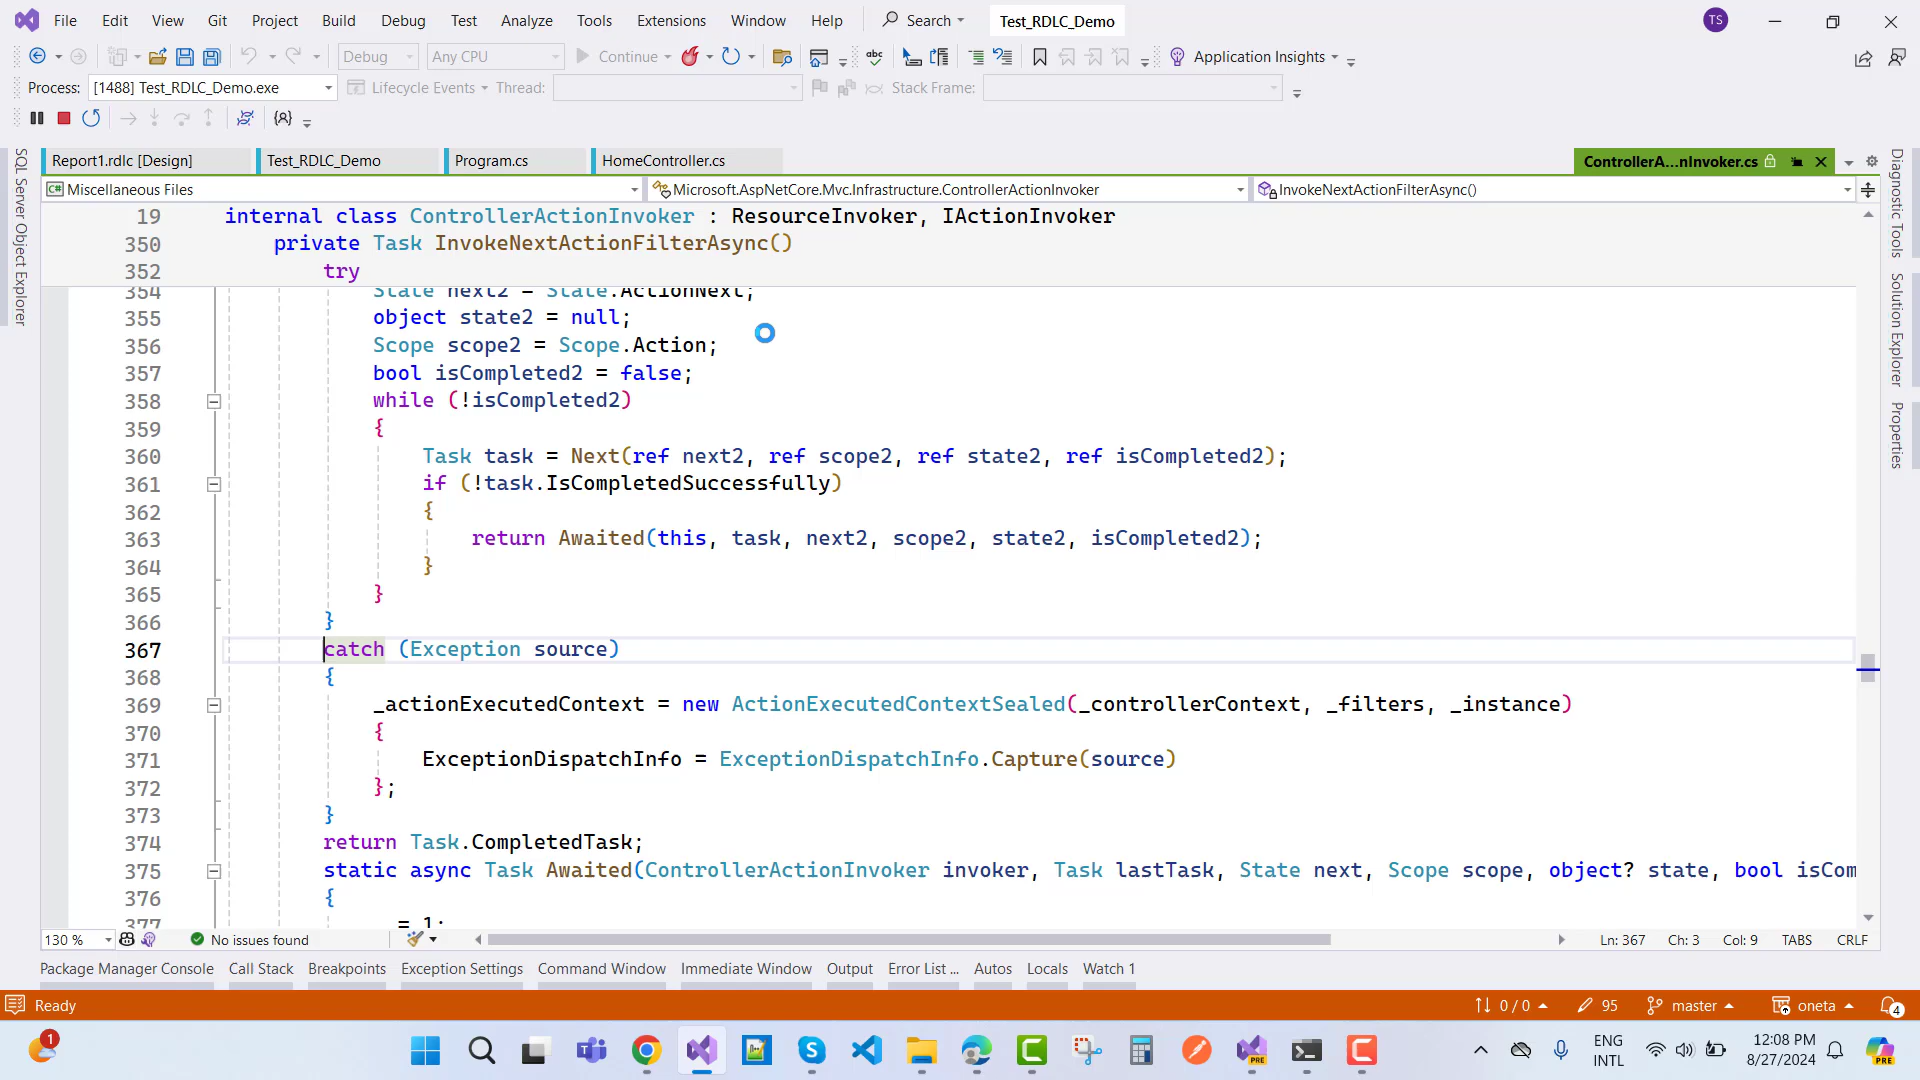 File Edit View Git Project Build Debug Test Analyze Tools Extensions Window Help Search Test_RDLC_Demo TS
Debug Any CPU Continue Application Insights
Process: [1488] Test_RDLC_Demo.exe Lifecycle Events Thread: Stack Frame:
Report1.rdlc [Design] Test_RDLC_Demo Program.cs HomeController.cs ControllerA...nInvoker.cs
Miscellaneous Files Microsoft.AspNetCore.Mvc.Infrastructure.ControllerActionInvoker InvokeNextActionFilterAsync()
SQL Server Object Explorer
Diagnostic Tools
Solution Explorer
Properties
19 internal class ControllerActionInvoker : ResourceInvoker, IActionInvoker
350 private Task InvokeNextActionFilterAsync()
352 try
354 State next2 = State.ActionNext;
355 object state2 = null;
356 Scope scope2 = Scope.Action;
357 bool isCompleted2 = false;
358 while (!isCompleted2)
359 {
360 Task task = Next(ref next2, ref scope2, ref state2, ref isCompleted2);
361 if (!task.IsCompletedSuccessfully)
362 {
363 return Awaited(this, task, next2, scope2, state2, isCompleted2);
364 }
365 }
366 }
367 catch (Exception source)
368 {
369 _actionExecutedContext = new ActionExecutedContextSealed(_controllerContext, _filters, _instance)
370 {
371 ExceptionDispatchInfo = ExceptionDispatchInfo.Capture(source)
372 };
373 }
374 return Task.CompletedTask;
375 static async Task Awaited(ControllerActionInvoker invoker, Task lastTask, State next, Scope scope, object? state, bool isCom
376 {
377 = 1;
130 % No issues found Ln: 367 Ch: 3 Col: 9 TABS CRLF
Package Manager Console Call Stack Breakpoints Exception Settings Command Window Immediate Window Output Error List ... Autos Locals Watch 1
Ready 0 / 0 95 master oneta 4
1 ENG 12:08 PM
INTL 8/27/2024